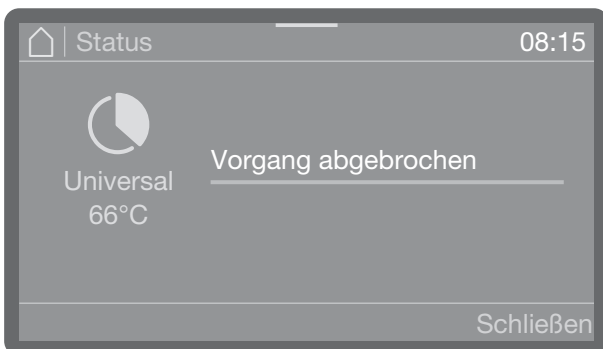 Status 08:15
Vorgang abgebrochen
Universal
66°C
Schließen